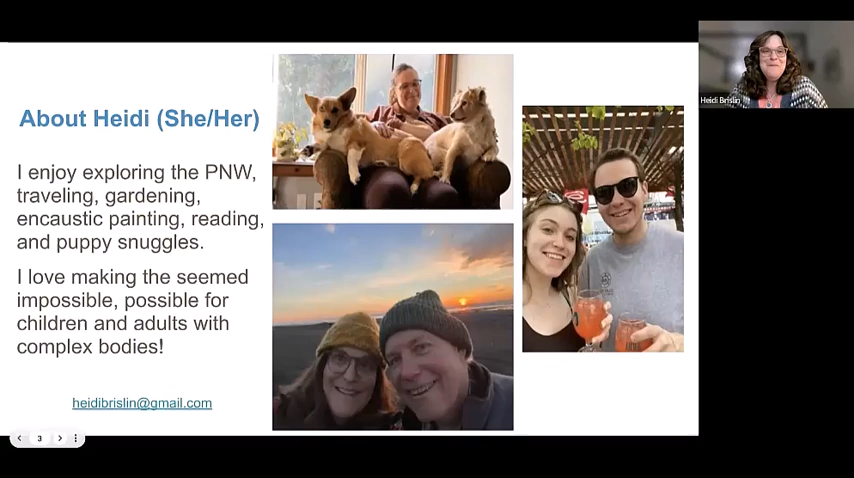 About Heidi (She/Her)
I enjoy exploring the PNW,
traveling, gardening,
encaustic painting, reading,
and puppy snuggles.
I love making the seemed
impossible, possible for
children and adults with
complex bodies!
heidibrislin@gmail.com
3
Heidi Brislin